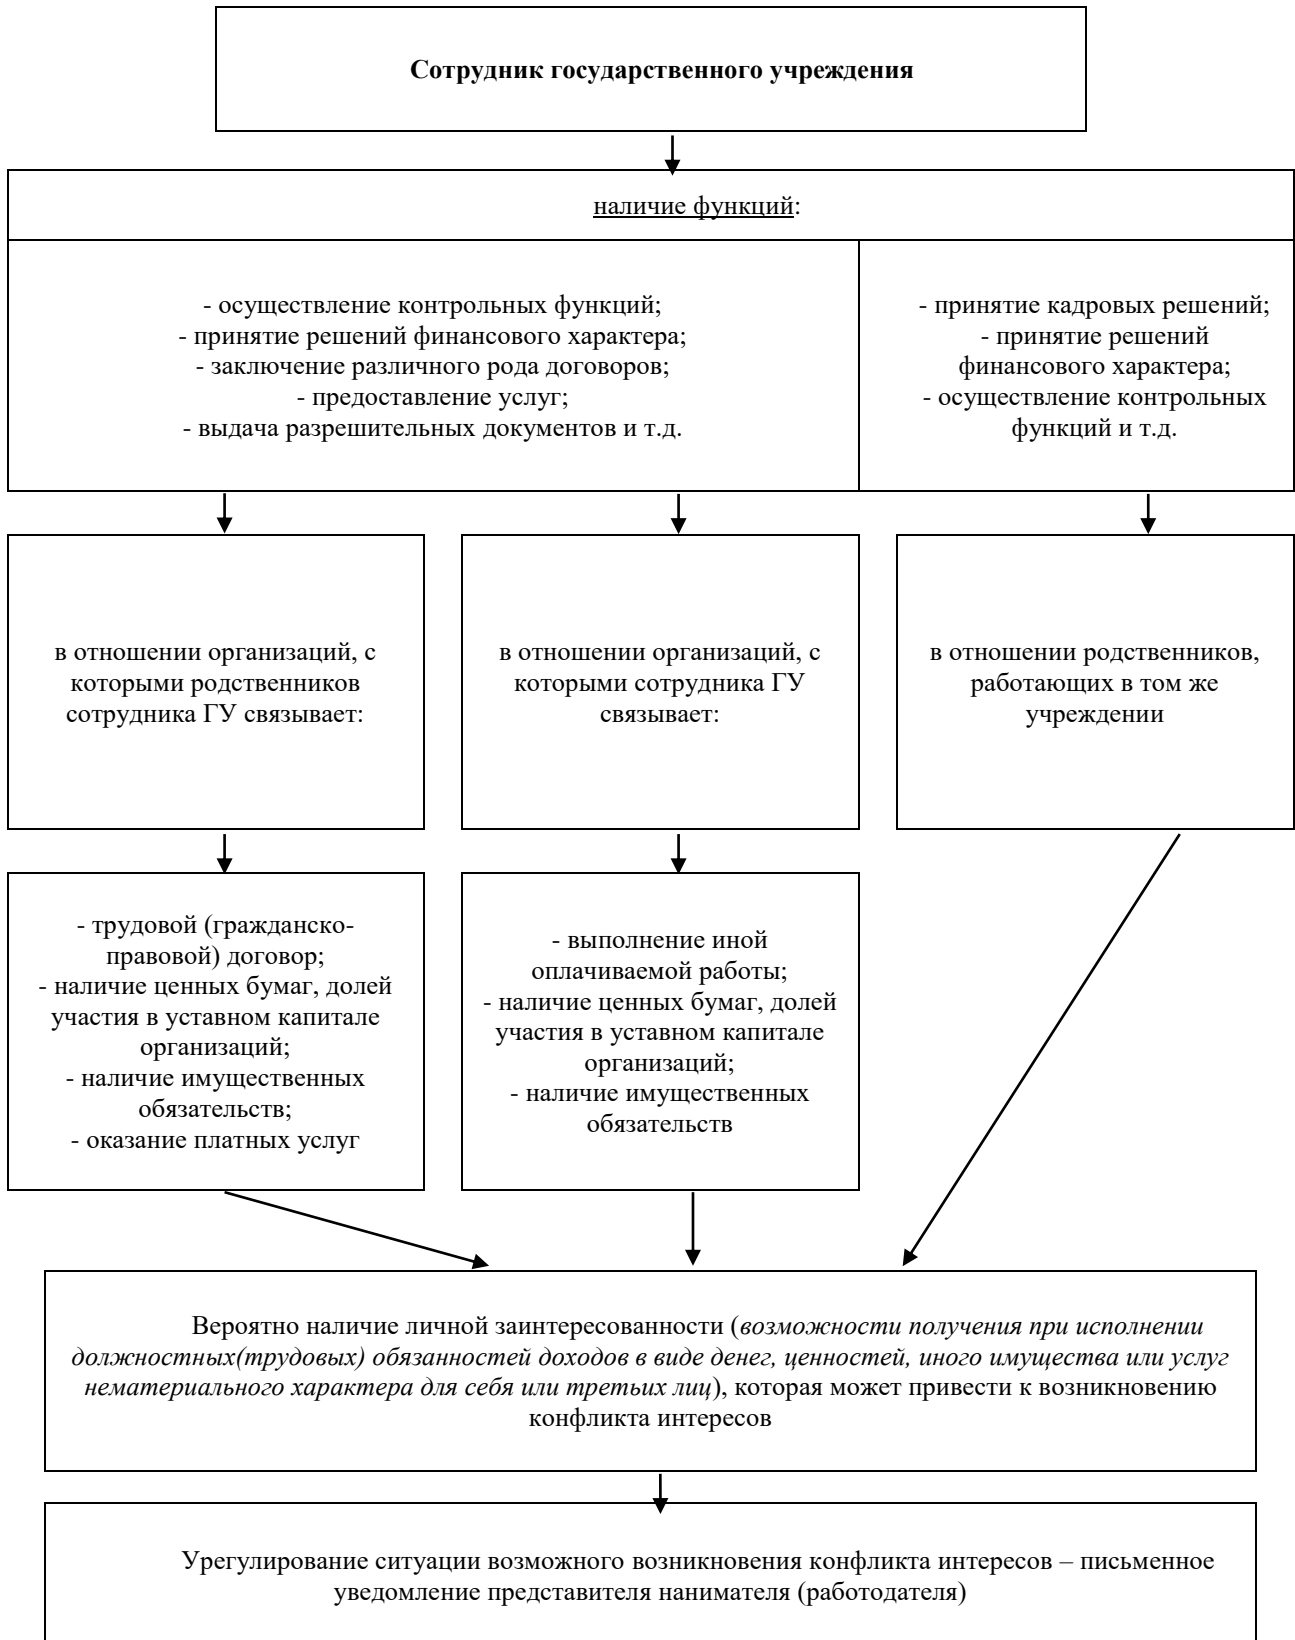 Сотрудник государственного учреждения
наличие функций:
- осуществление контрольных функций;
- принятие решений финансового характера;
- заключение различного рода договоров;
- предоставление услуг;
- выдача разрешительных документов и т.д.
- принятие кадровых решений;
- принятие решений
финансового характера;
- осуществление контрольных
функций и т.д.
в отношении организаций, с
которыми родственников
сотрудника ГУ связывает:
в отношении организаций, с
которыми сотрудника ГУ
связывает:
в отношении родственников,
работающих в том же
учреждении
- трудовой (гражданско-
правовой) договор;
- наличие ценных бумаг, долей
участия в уставном капитале
организаций;
- наличие имущественных
обязательств;
- оказание платных услуг
- выполнение иной
оплачиваемой работы;
- наличие ценных бумаг, долей
участия в уставном капитале
организаций;
- наличие имущественных
обязательств
Вероятно наличие личной заинтересованности (возможности получения при исполнении
должностных(трудовых) обязанностей доходов в виде денег, ценностей, иного имущества или услуг
нематериального характера для себя или третьих лиц), которая может привести к возникновению
конфликта интересов
Урегулирование ситуации возможного возникновения конфликта интересов – письменное
уведомление представителя нанимателя (работодателя)